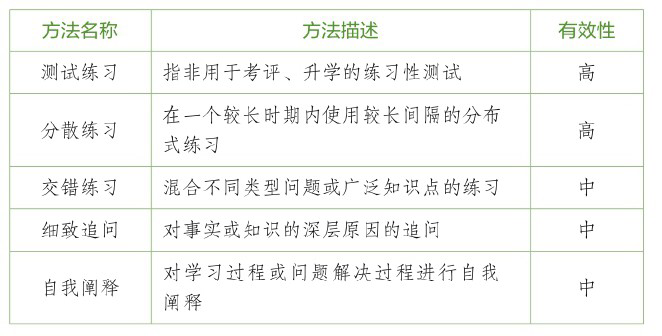 方法名称 方法描述 有效性
测试练习 指非用于考评、升学的练习性测试 高
在一个较长时期内使用较长间隔的分布
分散练习 高
式练习
交错练习 混合不同类型问题或广泛知识点的练习 中
细致追问 对事实或知识的深层原因的追问 中
对学习过程或问题解决过程进行自我
自我阐释 中
阐释